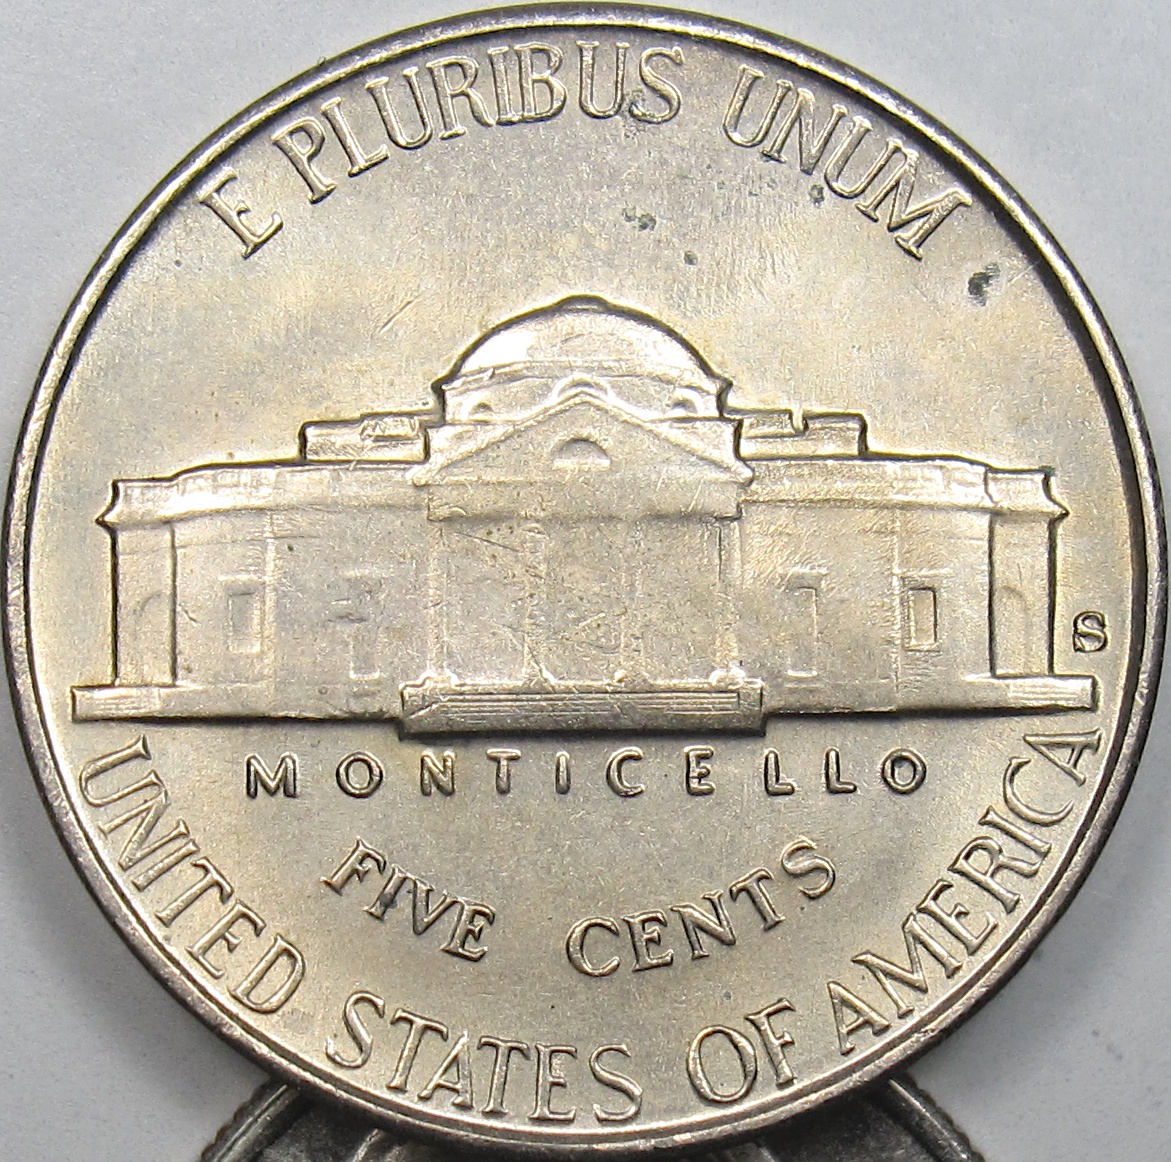 E PLURIBUS UNUM
S
MONTICELLO
FIVE CENTS
UNITED STATES OF AMERICA